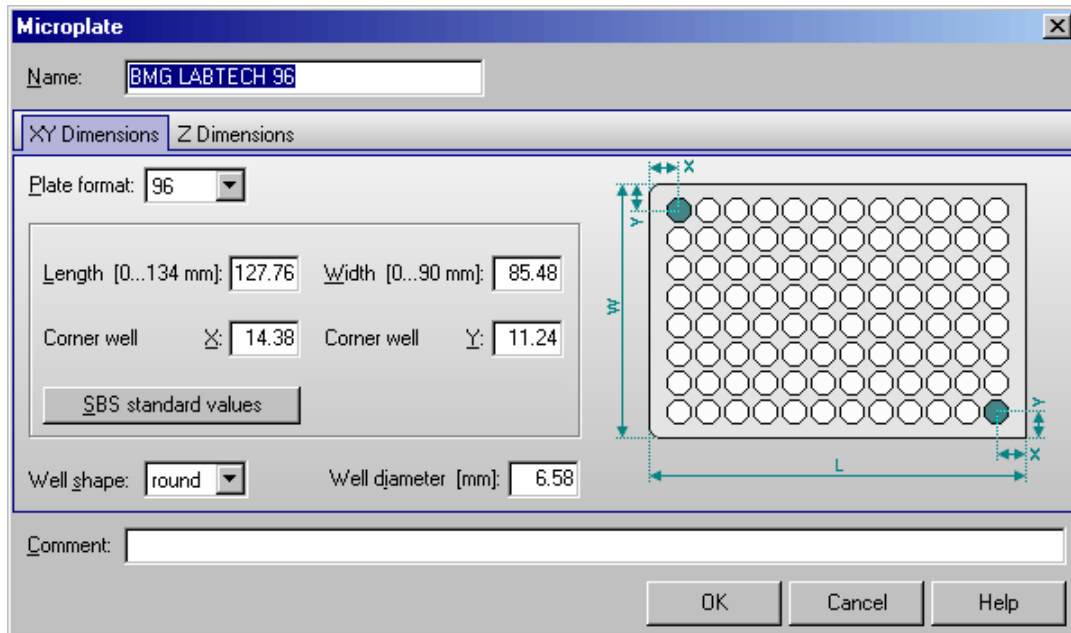 Microplate
Name: BMG LABTECH 96
XY Dimensions Z Dimensions
Plate format: 96
Length [0...134 mm]: 127.76 Width [0...90 mm]: 85.48
Corner well X: 14.38 Corner well Y: 11.24
SBS standard values
Well shape: round Well diameter [mm]: 6.58
X
Y
W
Y
X
L
Comment:
OK Cancel Help